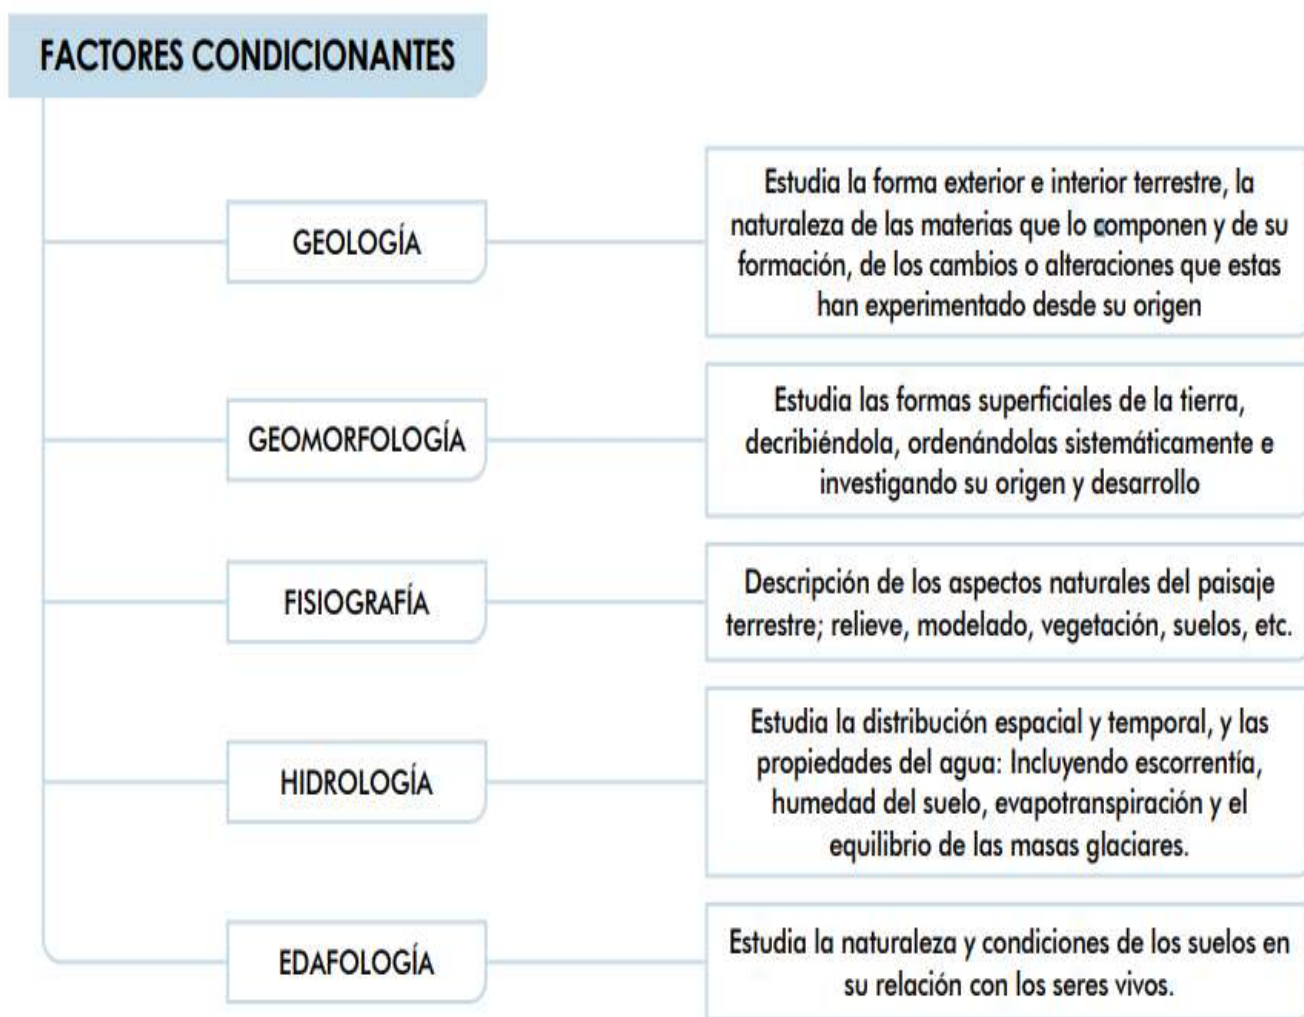 FACTORES CONDICIONANTES
GEOLOGÍA
Estudia la forma exterior e interior terrestre, la
naturaleza de las materias que lo componen y de su
formación, de los cambios o alteraciones que estas
han experimentado desde su origen
GEOMORFOLOGÍA
Estudia las formas superficiales de la tierra,
decribiéndola, ordenándolas sistemáticamente e
investigando su origen y desarrollo
FISIOGRAFÍA
Descripción de los aspectos naturales del paisaje
terrestre; relieve, modelado, vegetación, suelos, etc.
HIDROLOGÍA
Estudia la distribución espacial y temporal, y las
propiedades del agua: Incluyendo escorrentía,
humedad del suelo, evapotranspiración y el
equilibrio de las masas glaciares.
EDAFOLOGÍA
Estudia la naturaleza y condiciones de los suelos en
su relación con los seres vivos.